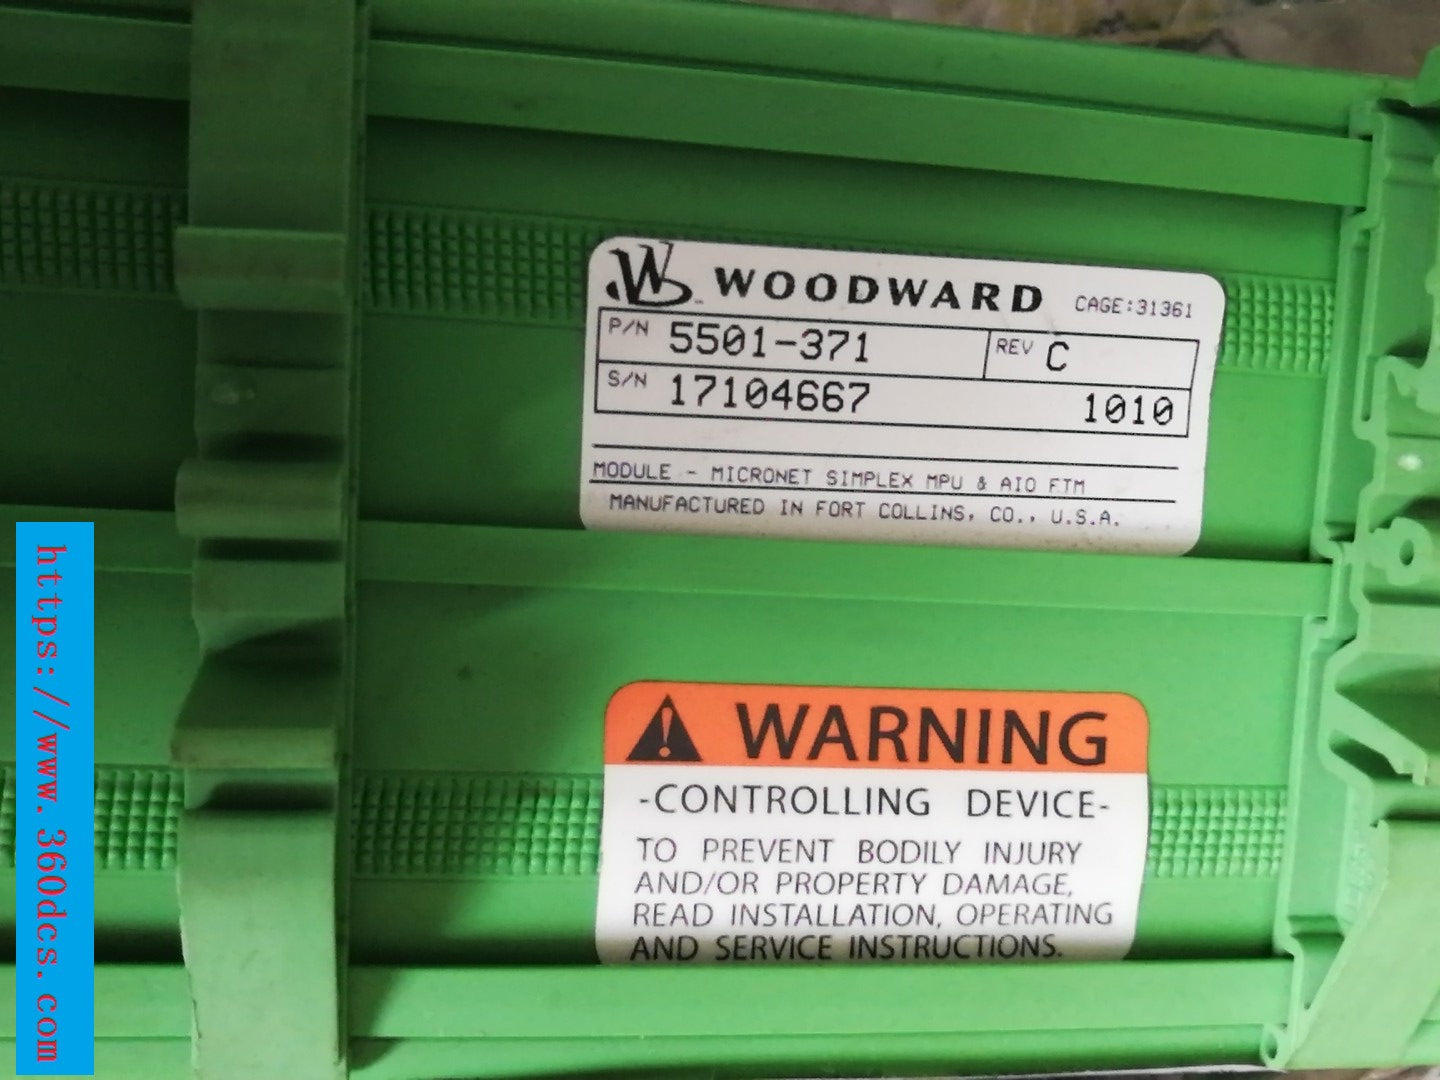 WOODWARD CAGE:31361
P/N 5501-371 REV C
S/N 17104667 1010
MODULE - MICRONET SIMPLEX MPU & AIO FTM
MANUFACTURED IN FORT COLLINS, CO., U.S.A.
WARNING
-CONTROLLING DEVICE-
TO PREVENT BODILY INJURY
AND/OR PROPERTY DAMAGE,
READ INSTALLATION, OPERATING
AND SERVICE INSTRUCTIONS.
https://www.360dcs.com